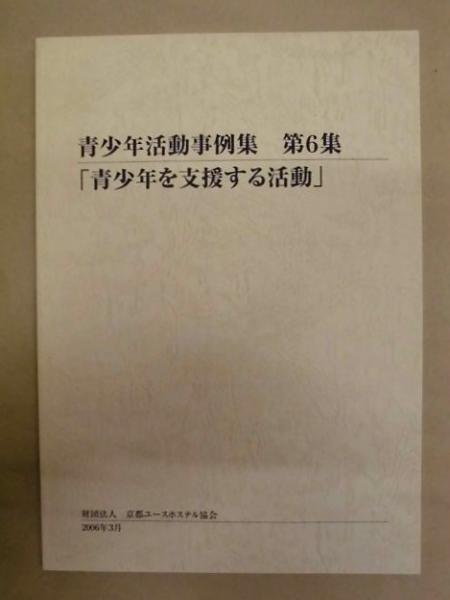 青少年活動事例集　第6集
「青少年を支援する活動」
財団法人　京都ユースホステル協会
2006年3月